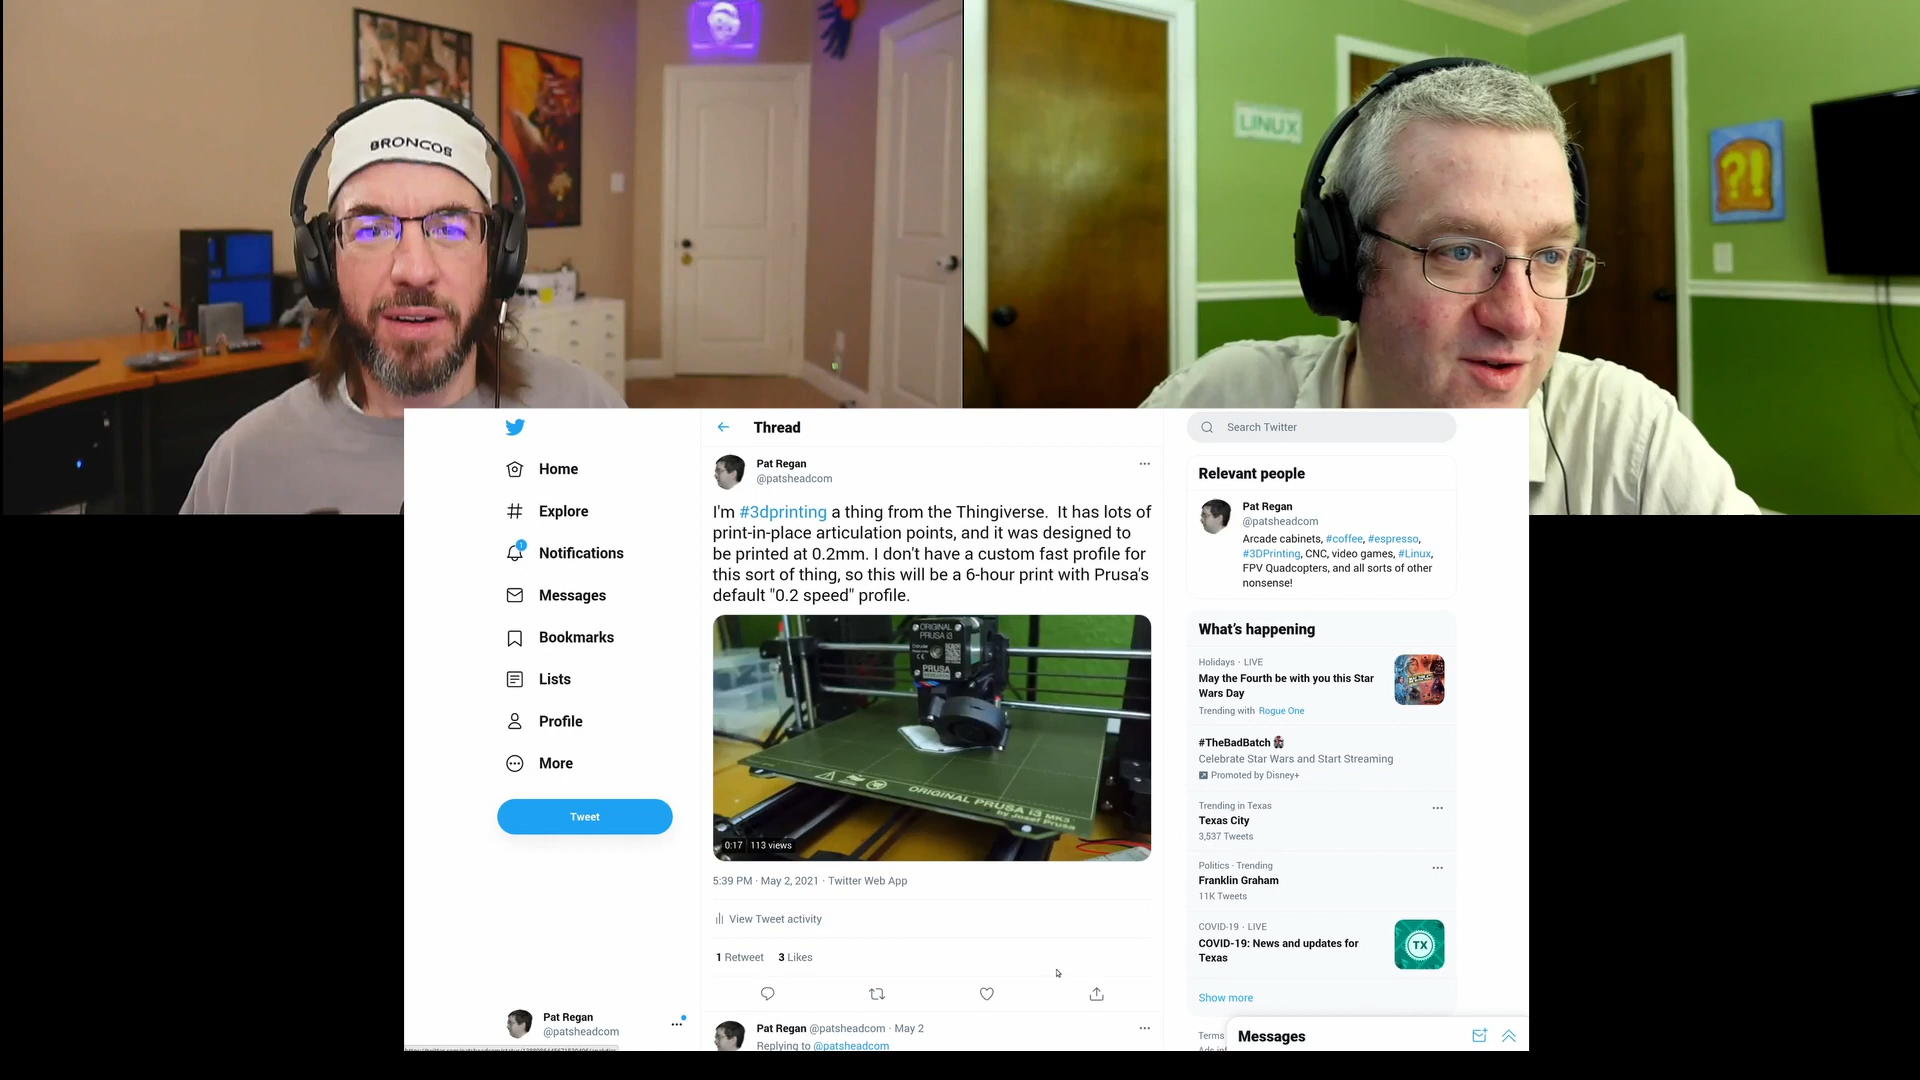 BRONCOS
LINUX
?!
Home
Explore
1
Notifications
Messages
Bookmarks
Lists
Profile
More
Tweet
Pat Regan
@patsheadcom
Thread
Pat Regan
@patsheadcom
I'm #3dprinting a thing from the Thingiverse.  It has lots of
print-in-place articulation points, and it was designed to
be printed at 0.2mm. I don't have a custom fast profile for
this sort of thing, so this will be a 6-hour print with Prusa's
default "0.2 speed" profile.
ORIGINAL
PRUSA i3
PRUSA
ORIGINAL PRUSA i3 MK3
by Josef Prusa
0:17 113 views
5:39 PM · May 2, 2021 · Twitter Web App
View Tweet activity
1 Retweet 3 Likes
Pat Regan @patsheadcom · May 2
Replying to @patsheadcom
Search Twitter
Relevant people
Pat Regan
@patsheadcom
Arcade cabinets, #coffee, #espresso,
#3DPrinting, CNC, video games, #Linux,
FPV Quadcopters, and all sorts of other
nonsense!
What's happening
Holidays · LIVE
May the Fourth be with you this Star
Wars Day
Trending with Rogue One
#TheBadBatch
Celebrate Star Wars and Start Streaming
Promoted by Disney+
Trending in Texas
Texas City
3,537 Tweets
Politics · Trending
Franklin Graham
11K Tweets
COVID-19 · LIVE
COVID-19: News and updates for
Texas
TX
Show more
Terms
Messages